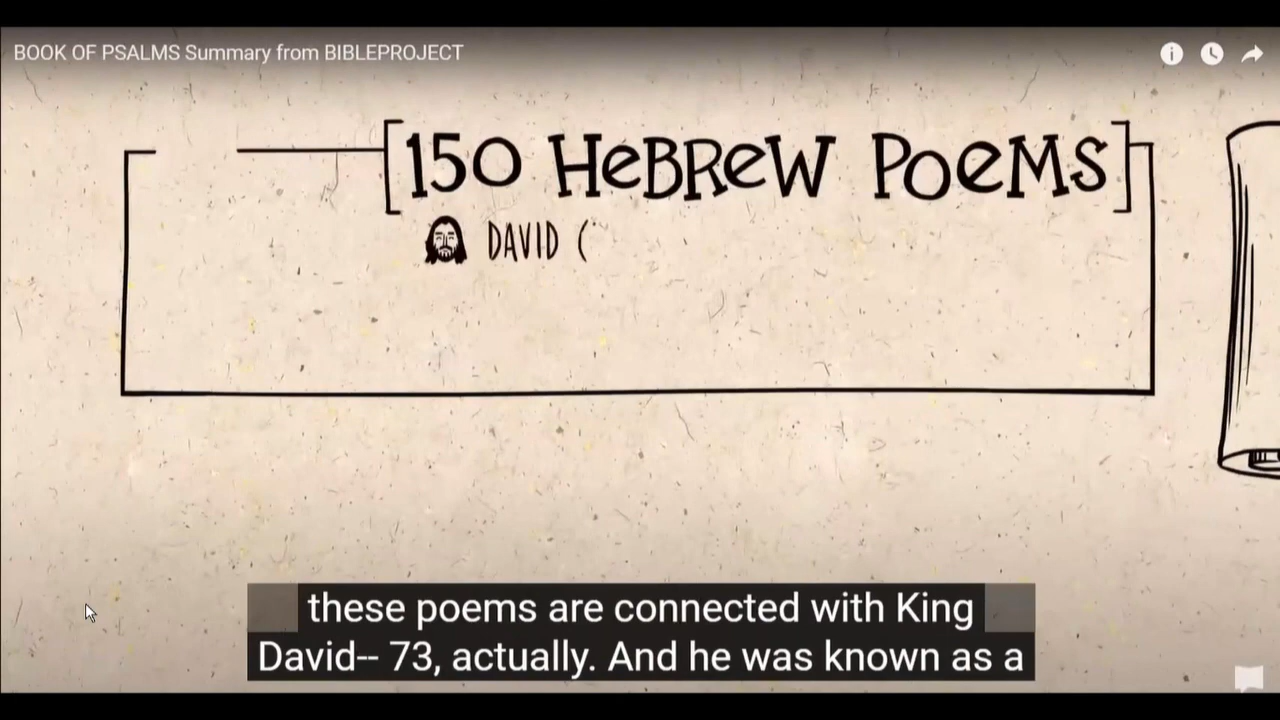 BOOK OF PSALMS Summary from BIBLEPROJECT
[150 HeBReW PoeMS]
DAVID (
these poems are connected with King
David-- 73, actually. And he was known as a